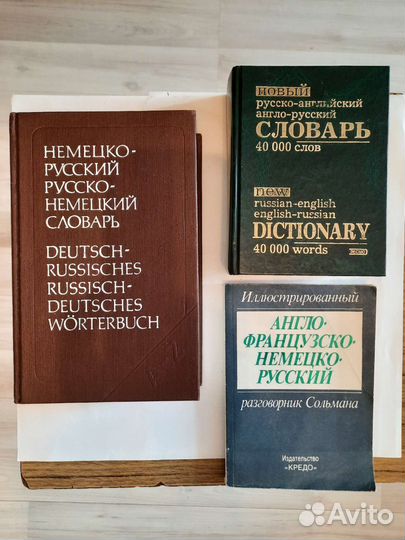 НЕМЕЦКО-
РУССКИЙ
РУССКО-
НЕМЕЦКИЙ
СЛОВАРЬ
DEUTSCH-
RUSSISCHES
RUSSISCH-
DEUTSCHES
WÖRTERBUCH
НОВЫЙ
русско-английский
англо-русский
СЛОВАРЬ
40 000 слов
new
russian-english
english-russian
DICTIONARY
40 000 words
Иллюстрированный
АНГЛО·
·ФРАНЦУЗСКО·
·НЕМЕЦКО·
·РУССКИЙ
разговорник Сольмана
Издательство
«КРЕДО»
Avito